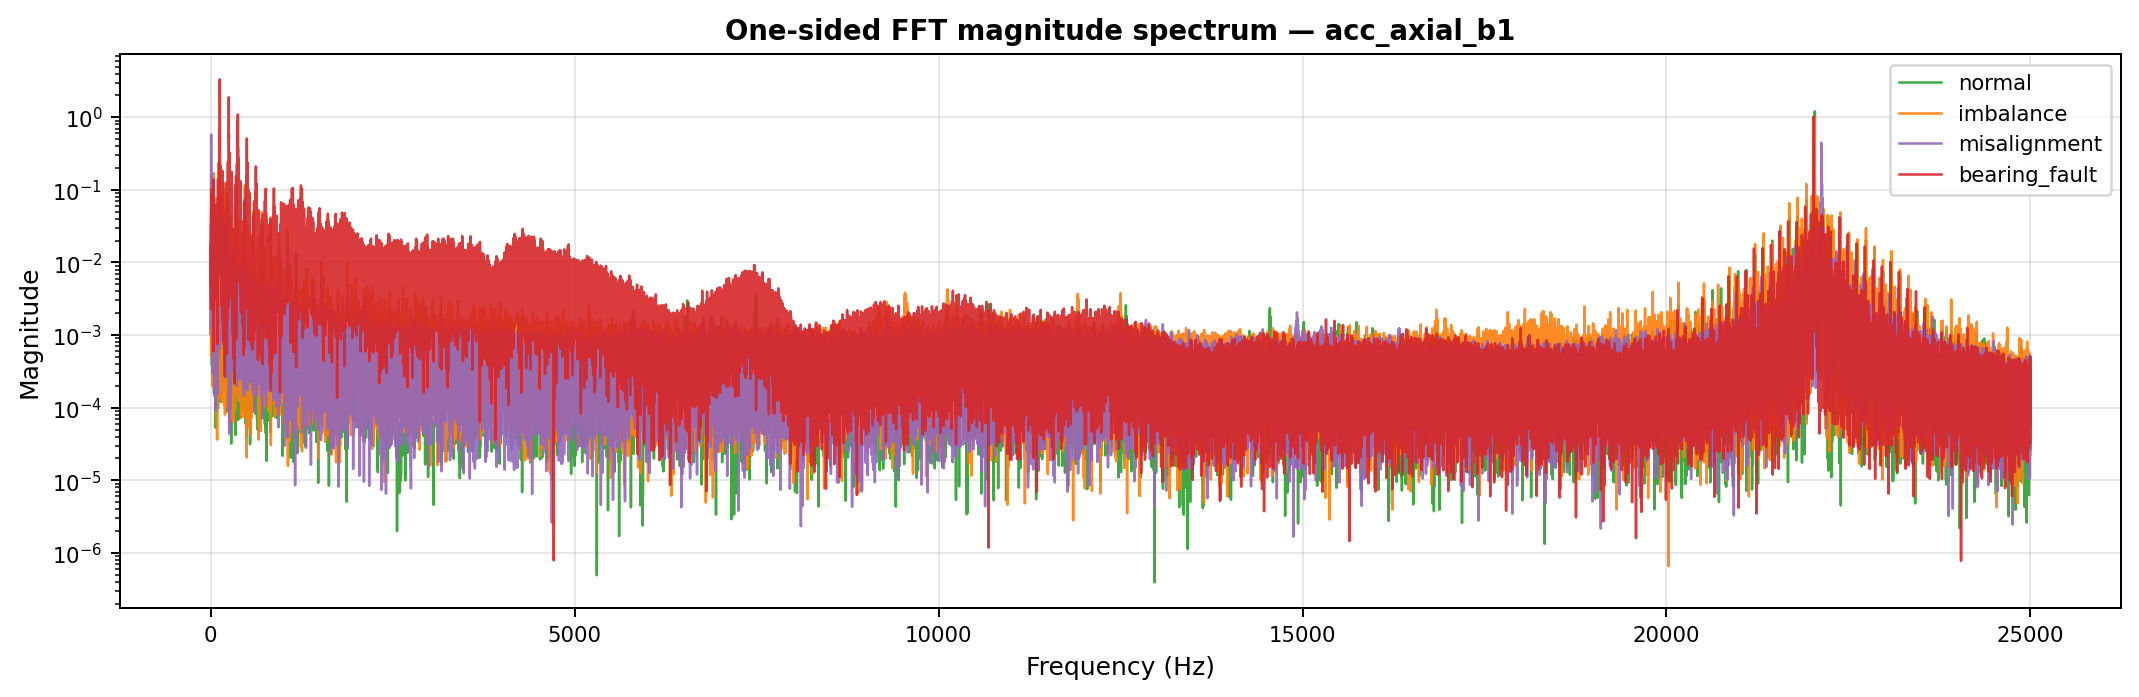 One-sided FFT magnitude spectrum — acc_axial_b1
normal
imbalance
misalignment
bearing_fault
Magnitude
10⁰
10⁻¹
10⁻²
10⁻³
10⁻⁴
10⁻⁵
10⁻⁶
0 5000 10000 15000 20000 25000
Frequency (Hz)